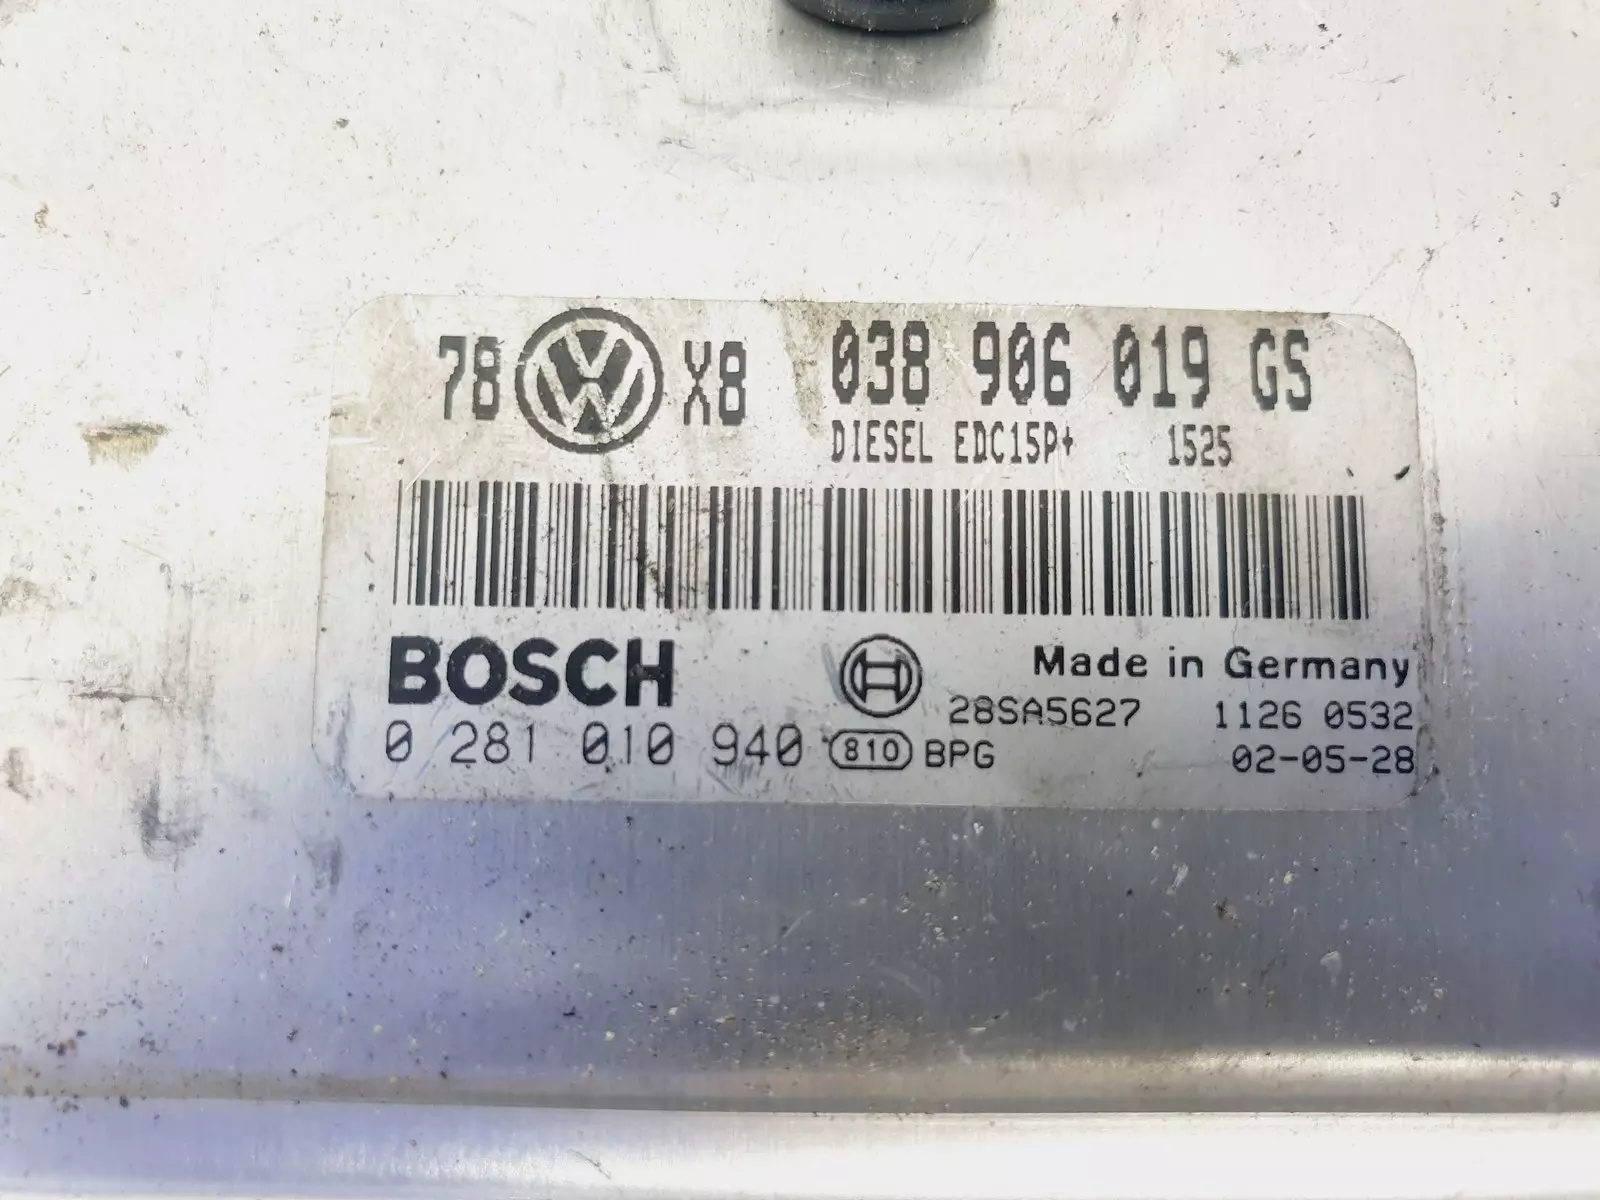 78 VW X8 038 906 019 GS
DIESEL EDC15P+ 1525
BOSCH
Made in Germany
28SA5627 1126 0532
0 281 010 940 810 BPG 02-05-28